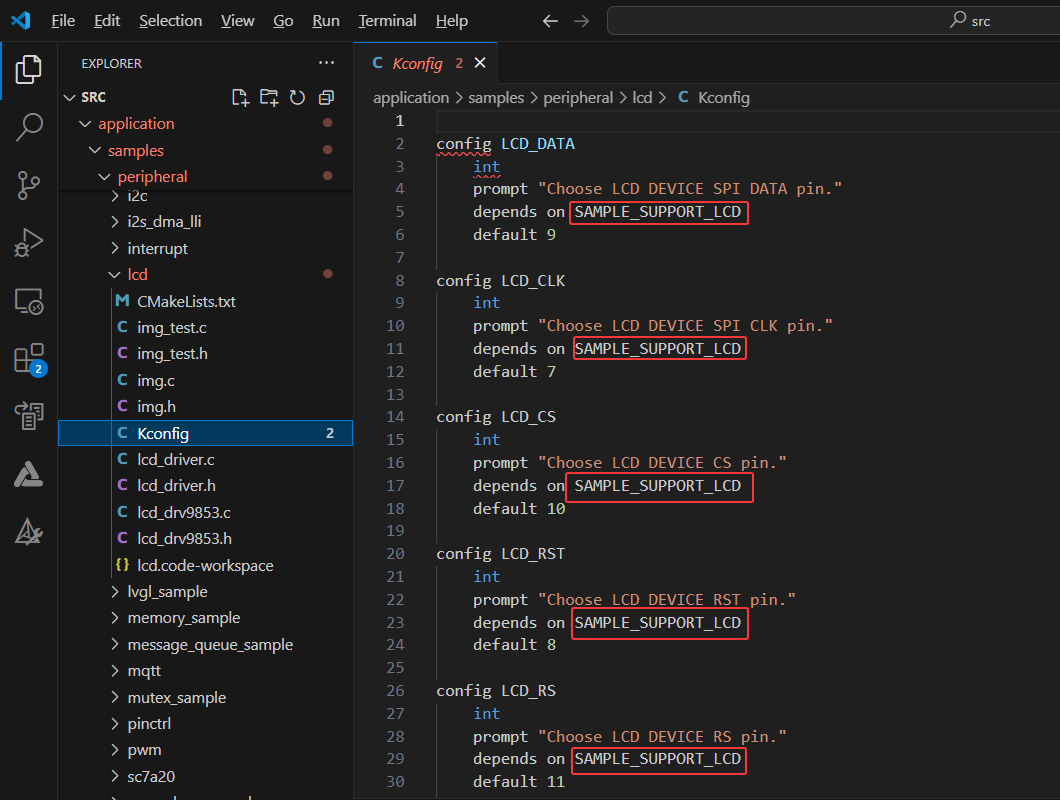 File Edit Selection View Go Run Terminal Help
src
EXPLORER
SRC
application
samples
peripheral
i2c
i2s_dma_lli
interrupt
lcd
M CMakeLists.txt
C img_test.c
C img_test.h
C img.c
C img.h
C Kconfig 2
C lcd_driver.c
C lcd_driver.h
C lcd_drv9853.c
C lcd_drv9853.h
{} lcd.code-workspace
lvgl_sample
memory_sample
message_queue_sample
mqtt
mutex_sample
pinctrl
pwm
sc7a20
2
C Kconfig 2
application > samples > peripheral > lcd > C Kconfig
1
2 config LCD_DATA
3 int
4 prompt "Choose LCD DEVICE SPI DATA pin."
5 depends on SAMPLE_SUPPORT_LCD
6 default 9
7
8 config LCD_CLK
9 int
10 prompt "Choose LCD DEVICE SPI CLK pin."
11 depends on SAMPLE_SUPPORT_LCD
12 default 7
13
14 config LCD_CS
15 int
16 prompt "Choose LCD DEVICE CS pin."
17 depends on SAMPLE_SUPPORT_LCD
18 default 10
19
20 config LCD_RST
21 int
22 prompt "Choose LCD DEVICE RST pin."
23 depends on SAMPLE_SUPPORT_LCD
24 default 8
25
26 config LCD_RS
27 int
28 prompt "Choose LCD DEVICE RS pin."
29 depends on SAMPLE_SUPPORT_LCD
30 default 11